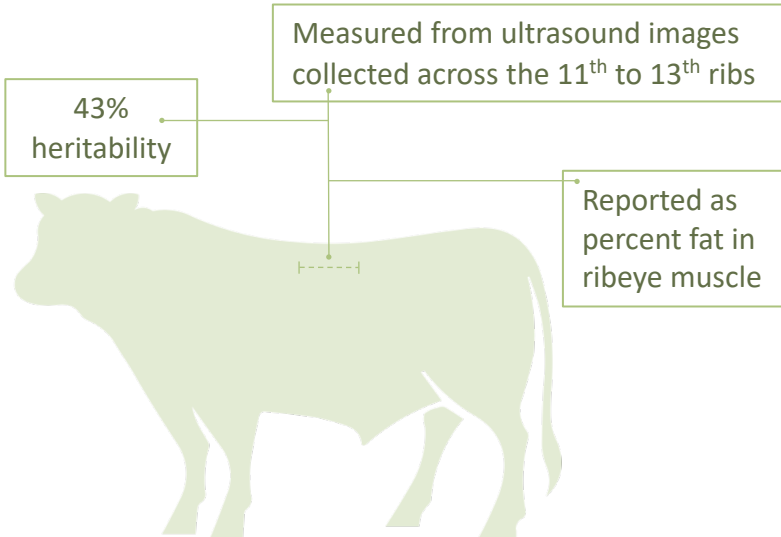 Measured from ultrasound images
collected across the 11th to 13th ribs
43%
heritability
Reported as
percent fat in
ribeye muscle